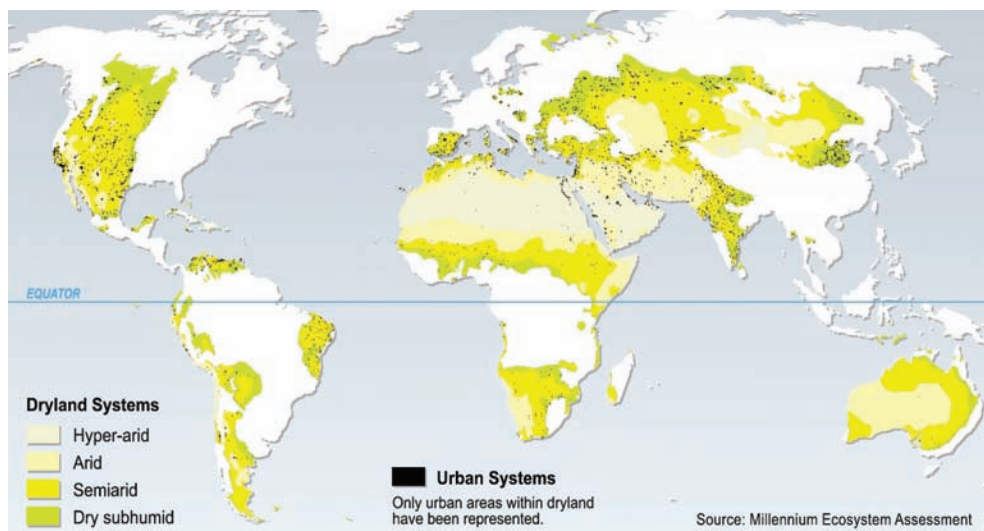 EQUATOR
Dryland Systems
Hyper-arid
Arid
Semiarid
Dry subhumid
Urban Systems
Only urban areas within dryland
have been represented.
Source: Millennium Ecosystem Assessment